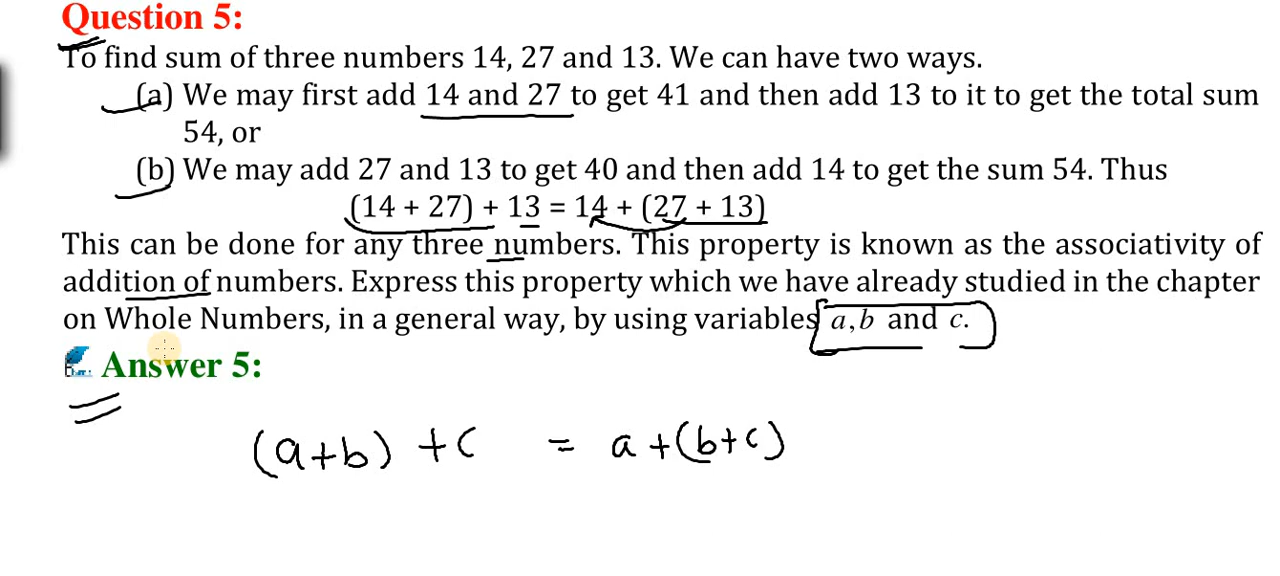 Question 5:
To find sum of three numbers 14, 27 and 13. We can have two ways.
(a) We may first add 14 and 27 to get 41 and then add 13 to it to get the total sum
54, or
(b) We may add 27 and 13 to get 40 and then add 14 to get the sum 54. Thus
(14 + 27) + 13 = 14 + (27 + 13)
This can be done for any three numbers. This property is known as the associativity of
addition of numbers. Express this property which we have already studied in the chapter
on Whole Numbers, in a general way, by using variables a,b and c.
Answer 5:
(a+b) +c = a +(b+c)